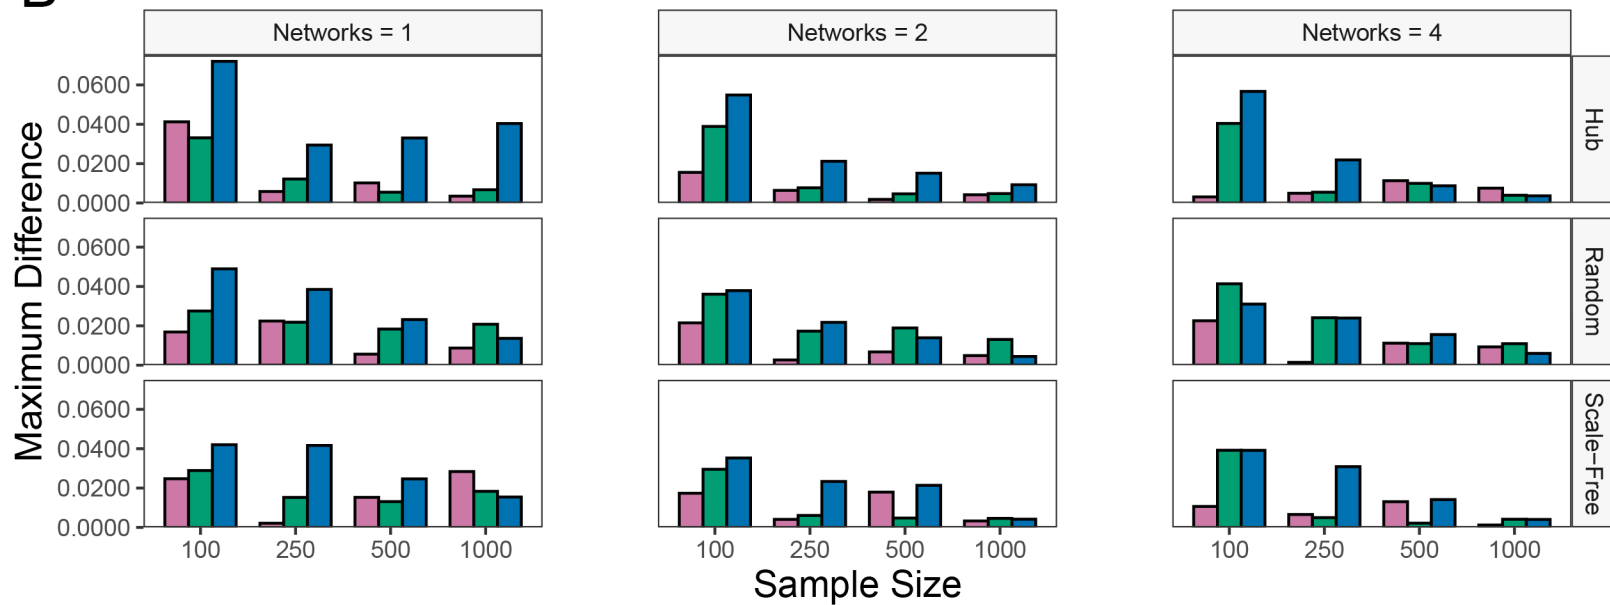 Networks = 1
Networks = 2
Networks = 4
Maximum Difference
0.0600
0.0400
0.0200
0.0000
Hub
0.0600
0.0400
0.0200
0.0000
Random
0.0600
0.0400
0.0200
0.0000
Scale−Free
100 250 500 1000
100 250 500 1000
100 250 500 1000
Sample Size